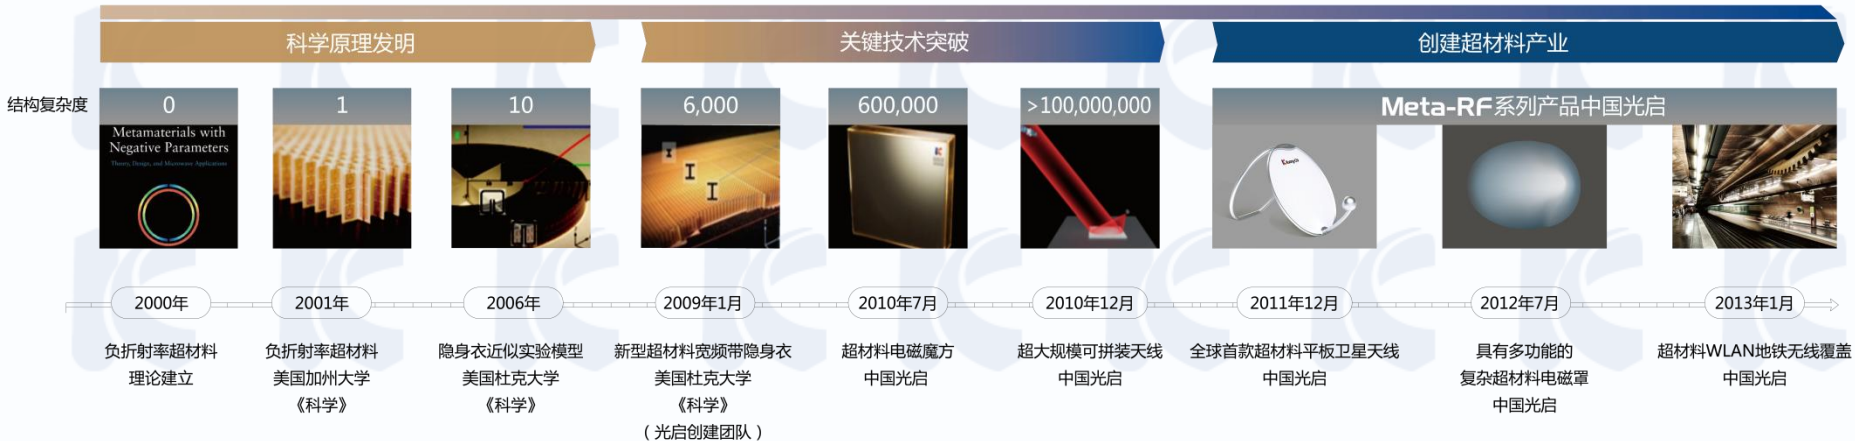 科学原理发明
关键技术突破
创建超材料产业
结构复杂度
0
1
10
6,000
600,000
>100,000,000
Meta-RF系列产品中国光启
Metamaterials with
Negative Parameters
Theory, Design, and Microwave Applications
2000年
2001年
2006年
2009年1月
2010年7月
2010年12月
2011年12月
2012年7月
2013年1月
负折射率超材料
理论建立
负折射率超材料
美国加州大学
《科学》
隐身衣近似实验模型
美国杜克大学
《科学》
新型超材料宽频带隐身衣
美国杜克大学
《科学》
（光启创建团队）
超材料电磁魔方
中国光启
超大规模可拼装天线
中国光启
全球首款超材料平板卫星天线
中国光启
具有多功能的
复杂超材料电磁罩
中国光启
超材料WLAN地铁无线覆盖
中国光启